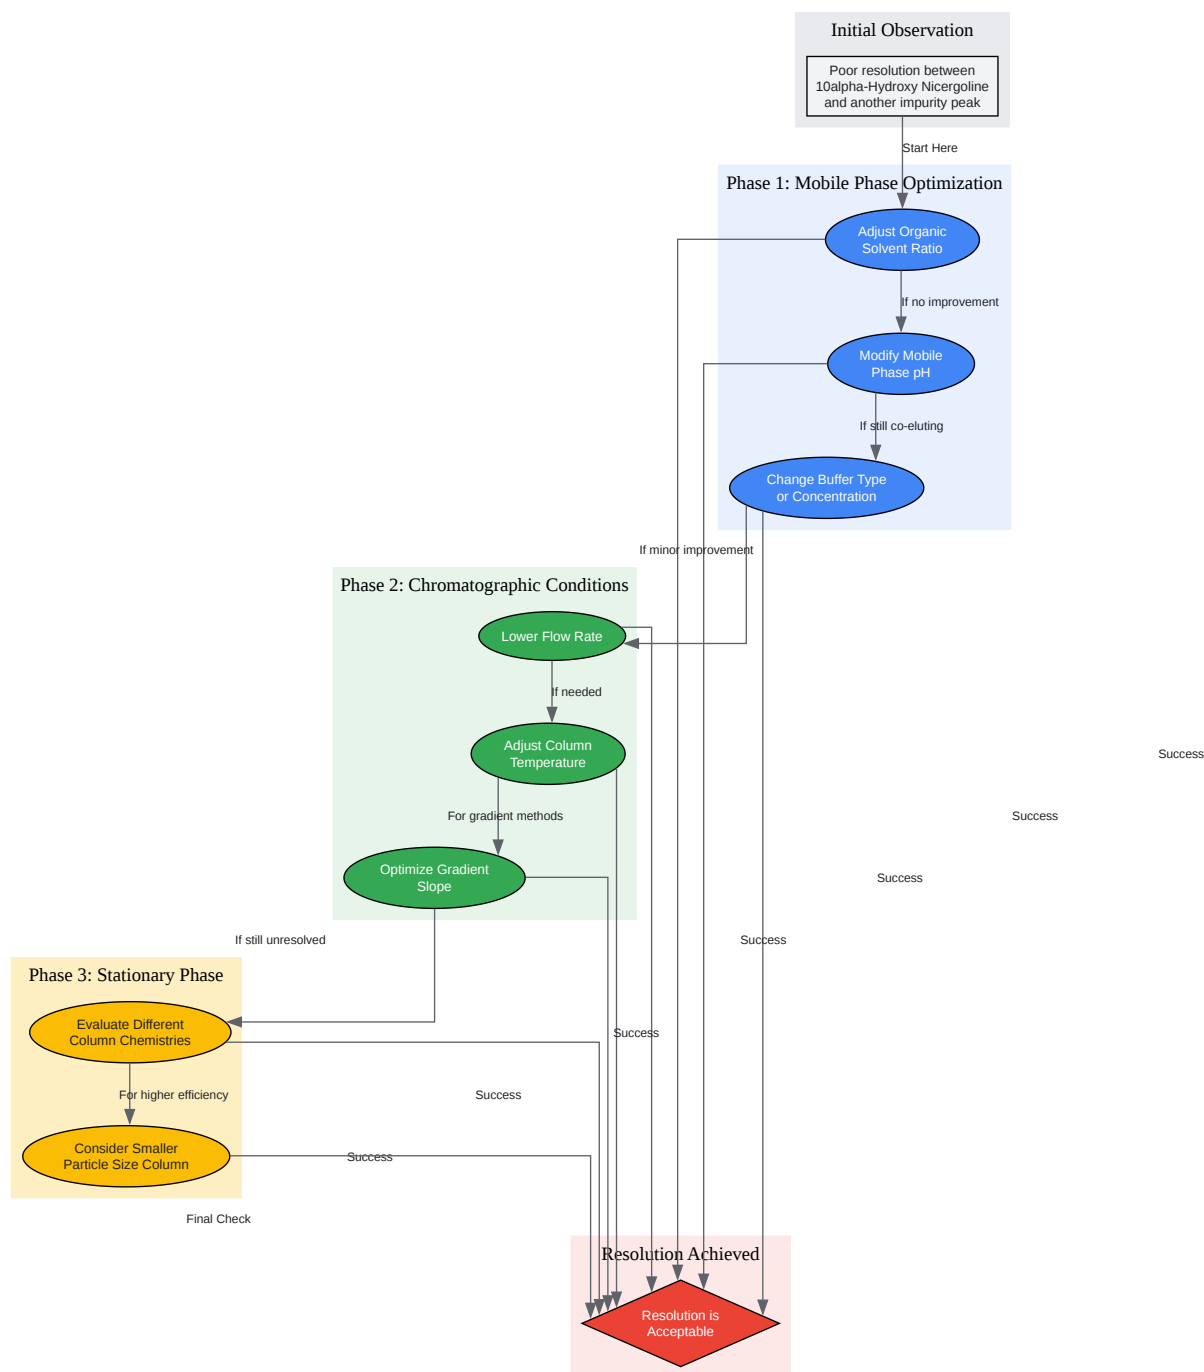 Initial Observation
Poor resolution between
10alpha-Hydroxy Nicergoline
and another impurity peak
Start Here
Phase 1: Mobile Phase Optimization
Adjust Organic
Solvent Ratio
If no improvement
Modify Mobile
Phase pH
If still co-eluting
Change Buffer Type
or Concentration
If minor improvement
Phase 2: Chromatographic Conditions
Lower Flow Rate
If needed
Adjust Column
Temperature
Success
For gradient methods
Success
Optimize Gradient
Slope
Success
If still unresolved
Success
Phase 3: Stationary Phase
Evaluate Different
Column Chemistries
Success
For higher efficiency
Success
Consider Smaller
Particle Size Column
Success
Final Check
Resolution Achieved
Resolution is
Acceptable